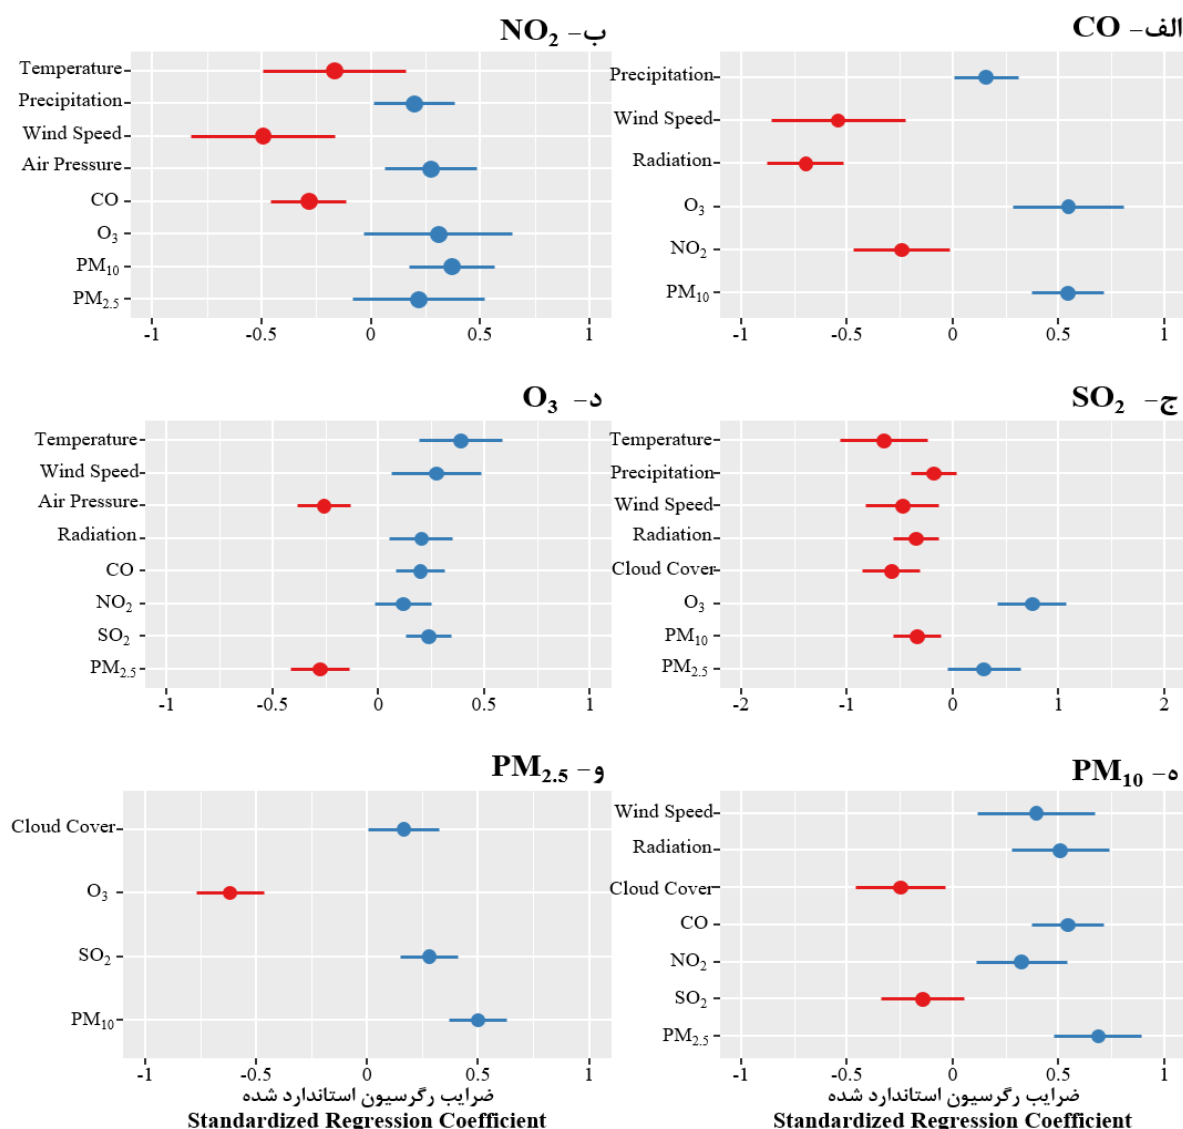 الف- CO
Precipitation
Wind Speed
Radiation
O₃
NO₂
PM₁₀
-1 -0.5 0 0.5 1
ب- NO₂
Temperature
Precipitation
Wind Speed
Air Pressure
CO
O₃
PM₁₀
PM₂.₅
-1 -0.5 0 0.5 1
ج- SO₂
Temperature
Precipitation
Wind Speed
Radiation
Cloud Cover
O₃
PM₁₀
PM₂.₅
-2 -1 0 1 2
د- O₃
Temperature
Wind Speed
Air Pressure
Radiation
CO
NO₂
SO₂
PM₂.₅
-1 -0.5 0 0.5 1
ه- PM₁₀
Wind Speed
Radiation
Cloud Cover
CO
NO₂
SO₂
PM₂.₅
-1 -0.5 0 0.5 1
ضرایب رگرسیون استاندارد شده
Standardized Regression Coefficient
و- PM₂.₅
Cloud Cover
O₃
SO₂
PM₁₀
-1 -0.5 0 0.5 1
ضرایب رگرسیون استاندارد شده
Standardized Regression Coefficient